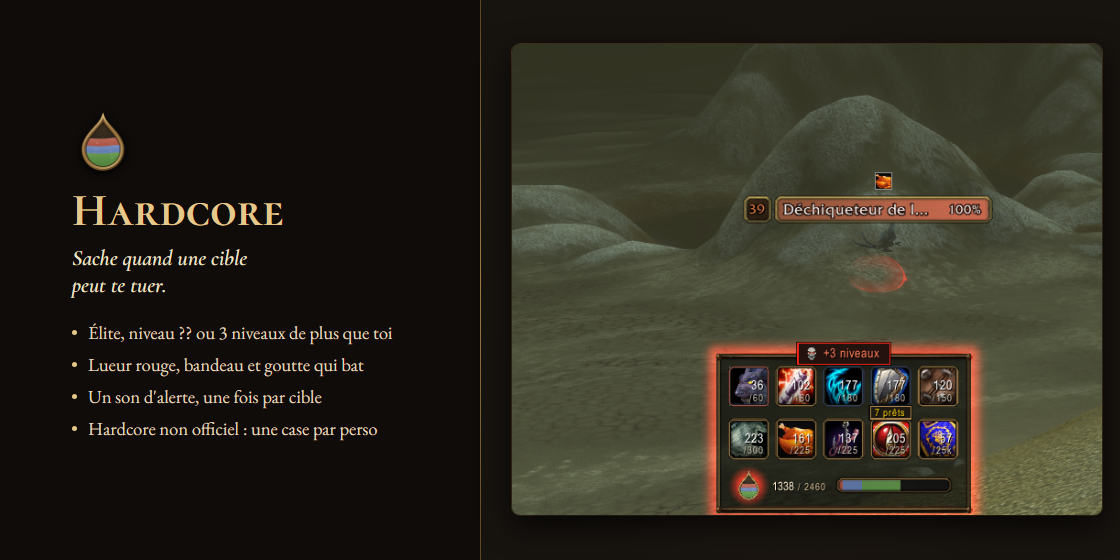 Hardcore
Sache quand une cible
peut te tuer.
• Élite, niveau ?? ou 3 niveaux de plus que toi
• Lueur rouge, bandeau et goutte qui bat
• Un son d'alerte, une fois par cible
• Hardcore non officiel : une case par perso
39 Déchiqueteur de l... 100%
+3 niveaux
36 102 177 177 120
/60 /180 /180 /150
7 prêts
223 161 137 205
/300 /225 /225 /225 /25k
1338 / 2460